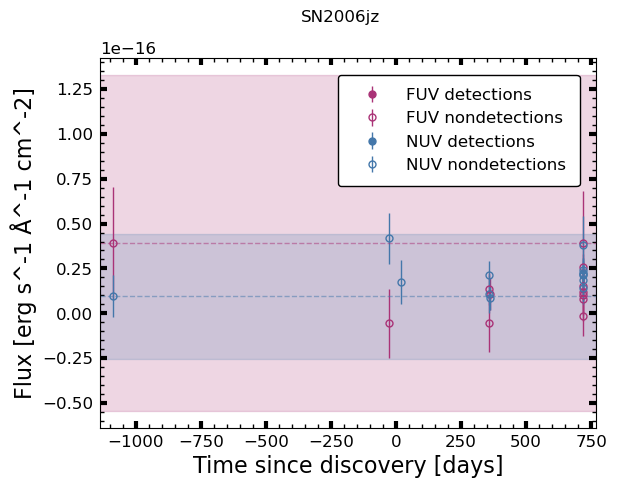 SN2006jz
1e−16
1.25
1.00
0.75
0.50
0.25
0.00
−0.25
−0.50
Flux [erg s^-1 Å^-1 cm^-2]
FUV detections
FUV nondetections
NUV detections
NUV nondetections
−1000 −750 −500 −250 0 250 500 750
Time since discovery [days]